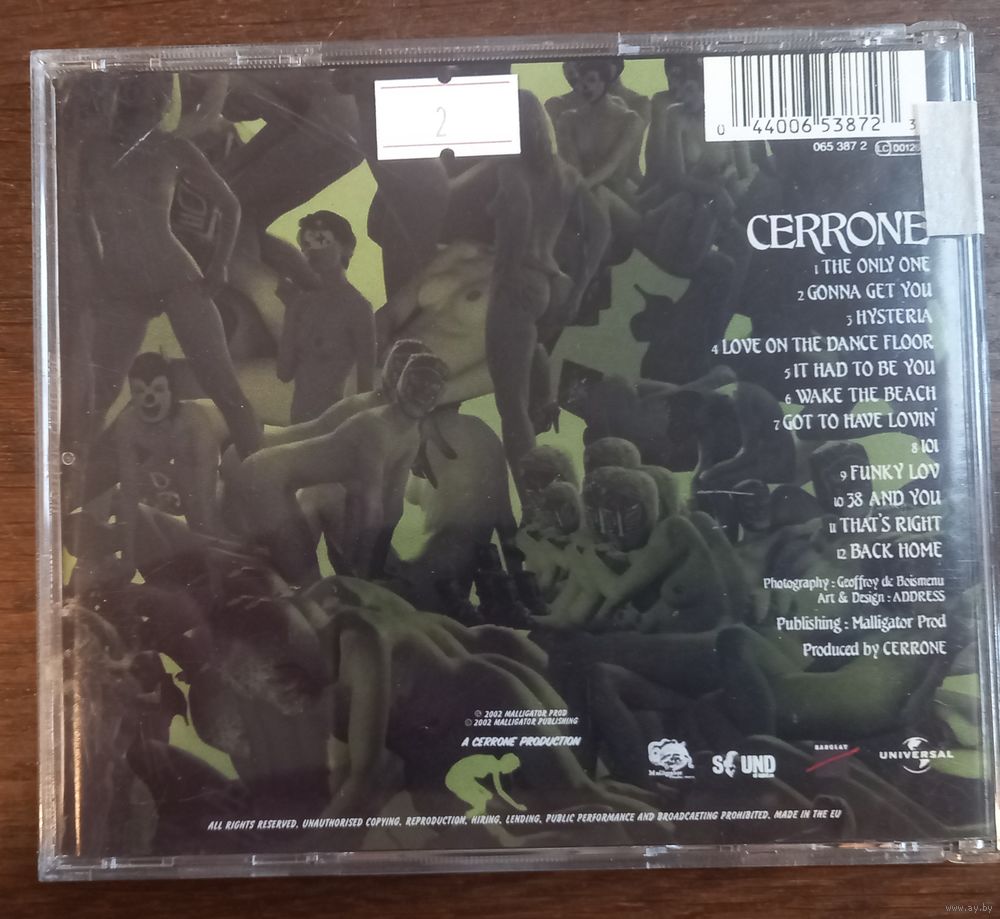 2
0 44006 53872 3
065 387 2 LC 00126
CERRONE
1 THE ONLY ONE
2 GONNA GET YOU
3 HYSTERIA
4 LOVE ON THE DANCE FLOOR
5 IT HAD TO BE YOU
6 WAKE THE BEACH
7 GOT TO HAVE LOVIN'
8 101
9 FUNKY LOV
10 38 AND YOU
11 THAT'S RIGHT
12 BACK HOME
Photography : Geoffroy de Boismenu
Art & Design : ADDRESS
Publishing : Malligator Prod
Produced by CERRONE
℗ 2002 MALLIGATOR PROD
© 2002 MALLIGATOR PUBLISHING
A CERRONE PRODUCTION
Malligator
SOUND
BARCLAY
UNIVERSAL
ALL RIGHTS RESERVED. UNAUTHORISED COPYING, REPRODUCTION, HIRING, LENDING, PUBLIC PERFORMANCE AND BROADCASTING PROHIBITED. MADE IN THE EU
www.ay.by